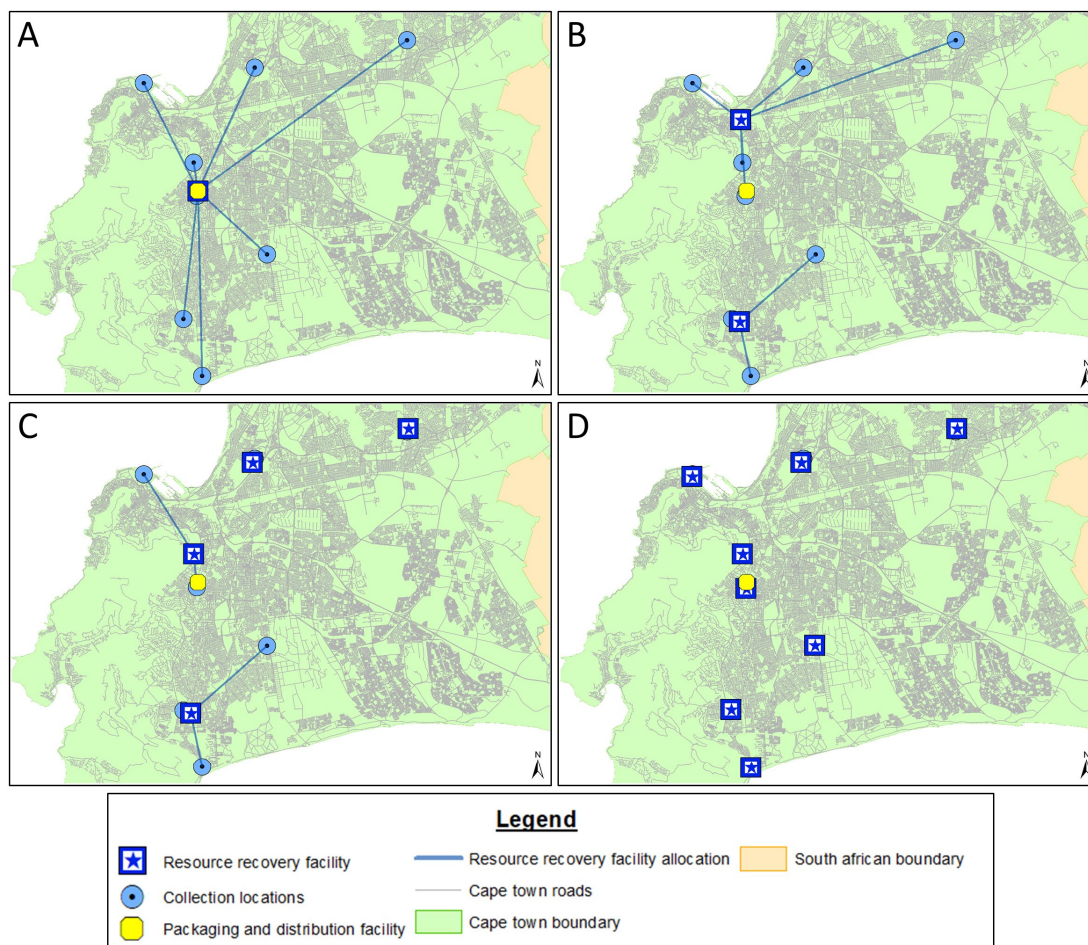 A
B
N
N
C
D
N
N
Legend
Resource recovery facility
Resource recovery facility allocation
South african boundary
Collection locations
Cape town roads
Packaging and distribution facility
Cape town boundary